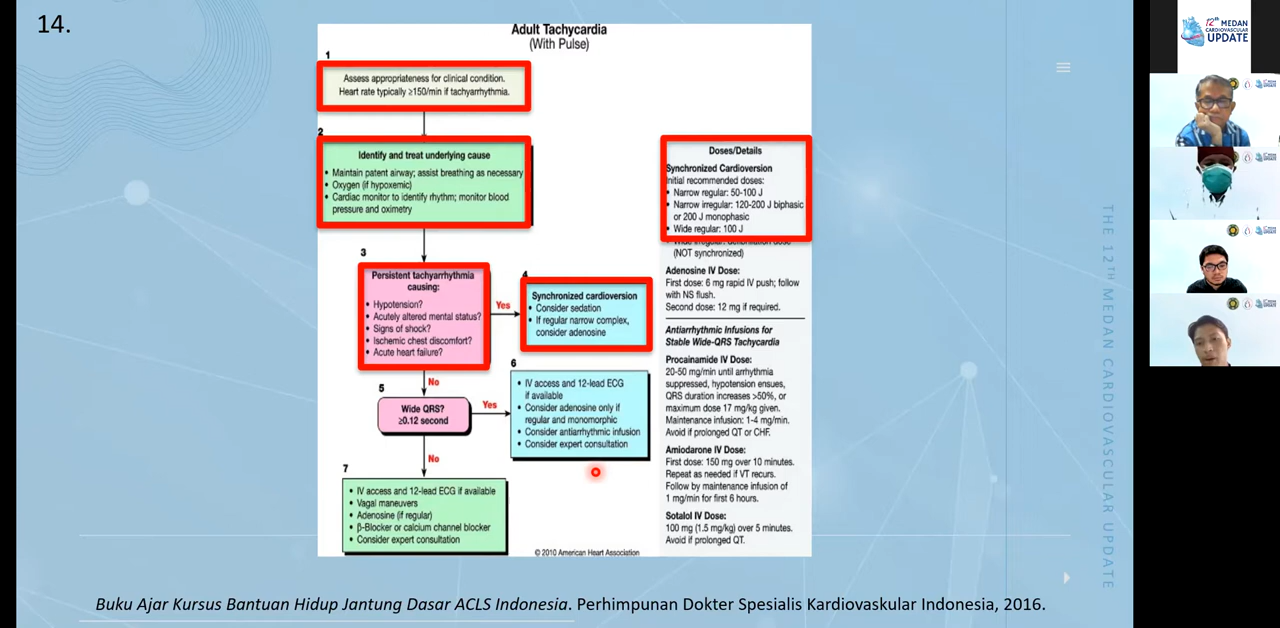 14.
Adult Tachycardia
(With Pulse)
1
Assess appropriateness for clinical condition.
Heart rate typically ≥150/min if tachyarrhythmia.
2
Identify and treat underlying cause
• Maintain patent airway; assist breathing as necessary
• Oxygen (if hypoxemic)
• Cardiac monitor to identify rhythm; monitor blood
pressure and oximetry
3
Persistent tachyarrhythmia
causing:
• Hypotension?
• Acutely altered mental status?
• Signs of shock?
• Ischemic chest discomfort?
• Acute heart failure?
Yes
4
Synchronized cardioversion
• Consider sedation
• If regular narrow complex,
consider adenosine
No
5
Wide QRS?
≥0.12 second
Yes
6
• IV access and 12-lead ECG
if available
• Consider adenosine only if
regular and monomorphic
• Consider antiarrhythmic infusion
• Consider expert consultation
No
7
• IV access and 12-lead ECG if available
• Vagal maneuvers
• Adenosine (if regular)
• β-Blocker or calcium channel blocker
• Consider expert consultation
Doses/Details
Synchronized Cardioversion
Initial recommended doses:
• Narrow regular: 50-100 J
• Narrow irregular: 120-200 J biphasic
or 200 J monophasic
• Wide regular: 100 J
• Wide irregular: defibrillation dose
(NOT synchronized)
Adenosine IV Dose:
First dose: 6 mg rapid IV push; follow
with NS flush.
Second dose: 12 mg if required.
Antiarrhythmic Infusions for
Stable Wide-QRS Tachycardia
Procainamide IV Dose:
20-50 mg/min until arrhythmia
suppressed, hypotension ensues,
QRS duration increases >50%, or
maximum dose 17 mg/kg given.
Maintenance infusion: 1-4 mg/min.
Avoid if prolonged QT or CHF.
Amiodarone IV Dose:
First dose: 150 mg over 10 minutes.
Repeat as needed if VT recurs.
Follow by maintenance infusion of
1 mg/min for first 6 hours.
Sotalol IV Dose:
100 mg (1.5 mg/kg) over 5 minutes.
Avoid if prolonged QT.
© 2010 American Heart Association
Buku Ajar Kursus Bantuan Hidup Jantung Dasar ACLS Indonesia. Perhimpunan Dokter Spesialis Kardiovaskular Indonesia, 2016.
THE 12TH MEDAN CARDIOVASCULAR UPDATE
12th MEDAN
CARDIOVASCULAR
UPDATE